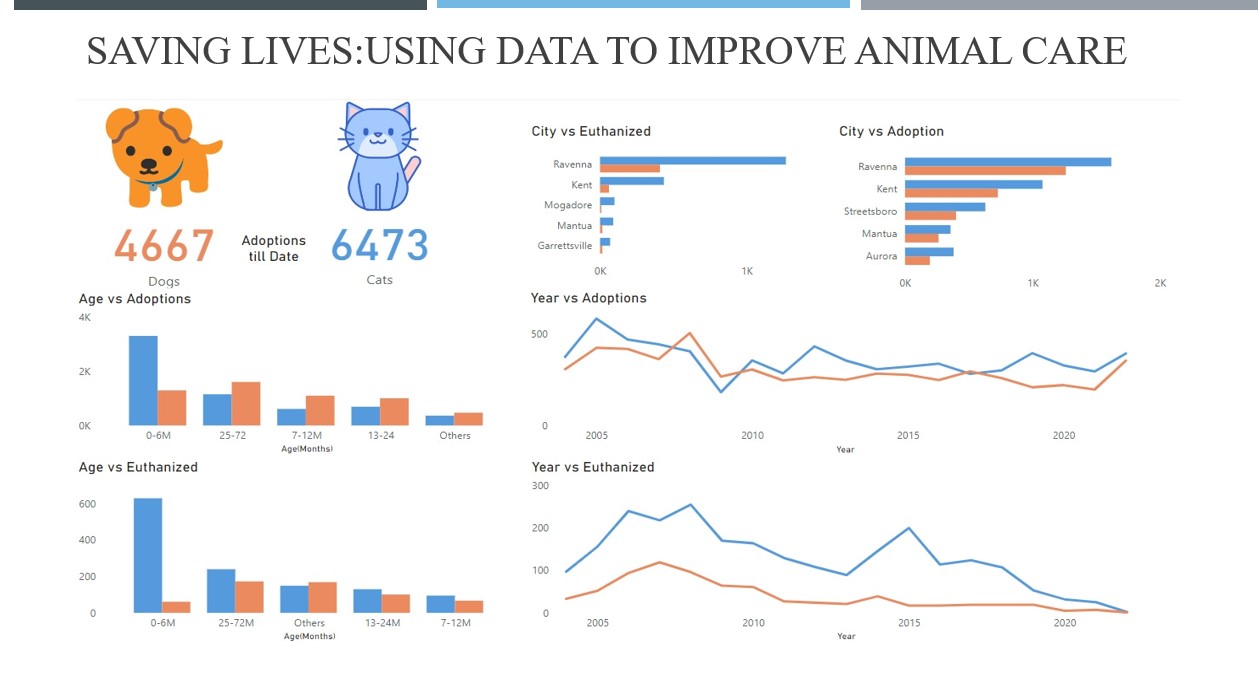 SAVING LIVES:USING DATA TO IMPROVE ANIMAL CARE
4667
Dogs
Adoptions
till Date
6473
Cats
City vs Euthanized
Ravenna
Kent
Mogadore
Mantua
Garrettsville
0K 1K
City vs Adoption
Ravenna
Kent
Streetsboro
Mantua
Aurora
0K 1K 2K
Age vs Adoptions
4K
2K
0K
0-6M 25-72 7-12M 13-24 Others
Age(Months)
Year vs Adoptions
500
0
2005 2010 2015 2020
Year
Age vs Euthanized
600
400
200
0
0-6M 25-72M Others 13-24M 7-12M
Age(Months)
Year vs Euthanized
300
200
100
0
2005 2010 2015 2020
Year